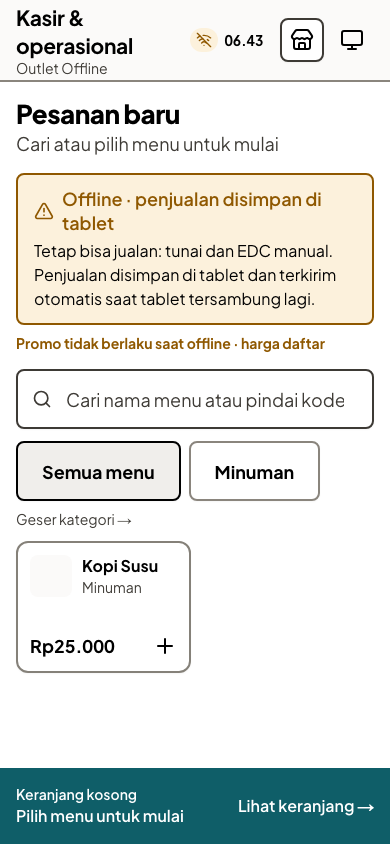 Kasir &
operasional
Outlet Offline
06.43
Pesanan baru
Cari atau pilih menu untuk mulai
Offline · penjualan disimpan di
tablet
Tetap bisa jualan: tunai dan EDC manual.
Penjualan disimpan di tablet dan terkirim
otomatis saat tablet tersambung lagi.
Promo tidak berlaku saat offline · harga daftar
Cari nama menu atau pindai kode
Semua menu
Minuman
Geser kategori →
Kopi Susu
Minuman
Rp25.000
Keranjang kosong
Pilih menu untuk mulai
Lihat keranjang →